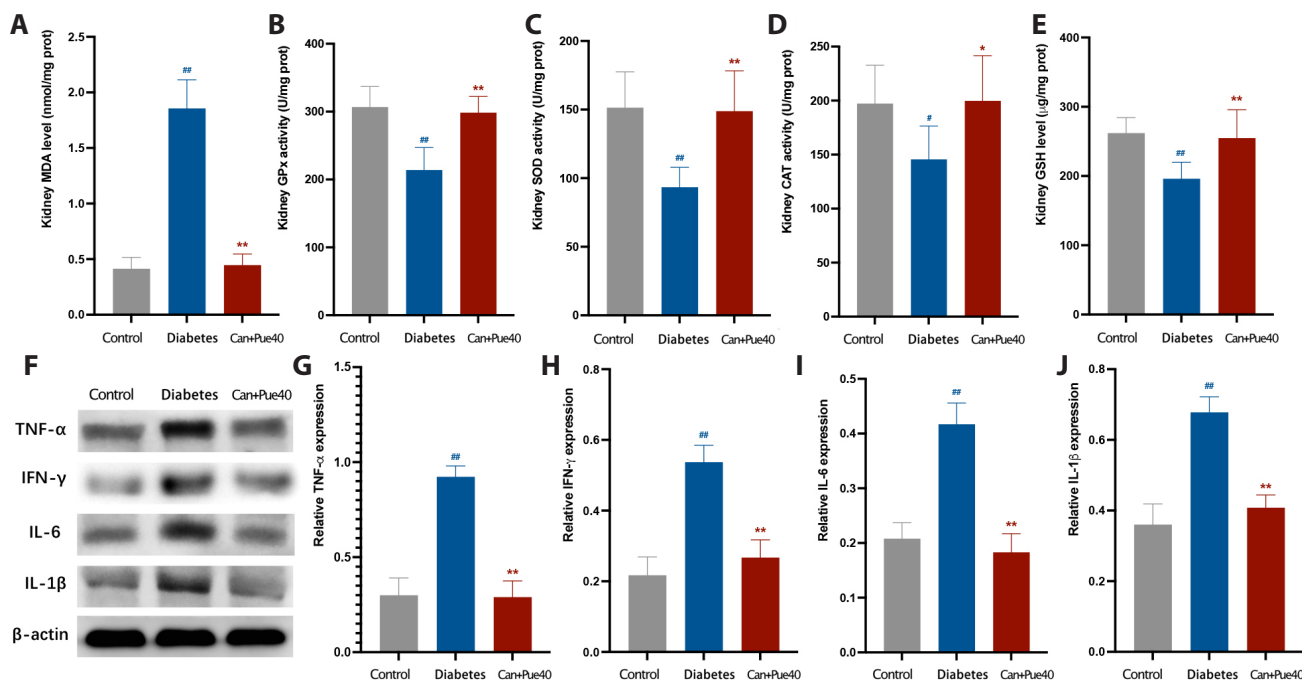 A
Kidney MDA level (nmol/mg prot)
2.5
2.0
1.5
1.0
0.5
0.0
##
**
Control
Diabetes
Can+Pue40
B
Kidney GPx activity (U/mg prot)
400
300
200
100
0
##
**
Control
Diabetes
Can+Pue40
C
Kidney SOD activity (U/mg prot)
200
150
100
50
0
##
**
Control
Diabetes
Can+Pue40
D
Kidney CAT activity (U/mg prot)
250
200
150
100
50
0
#
*
Control
Diabetes
Can+Pue40
E
Kidney GSH level (μg/mg prot)
400
300
200
100
0
##
**
Control
Diabetes
Can+Pue40
F
Control
Diabetes
Can+Pue40
TNF-α
IFN-γ
IL-6
IL-1β
β-actin
G
Relative TNF-α expression
1.5
1.0
0.5
0.0
##
**
Control
Diabetes
Can+Pue40
H
Relative IFN-γ expression
0.8
0.6
0.4
0.2
0.0
##
**
Control
Diabetes
Can+Pue40
I
Relative IL-6 expression
0.5
0.4
0.3
0.2
0.1
0.0
##
**
Control
Diabetes
Can+Pue40
J
Relative IL-1β expression
0.8
0.6
0.4
0.2
0.0
##
**
Control
Diabetes
Can+Pue40